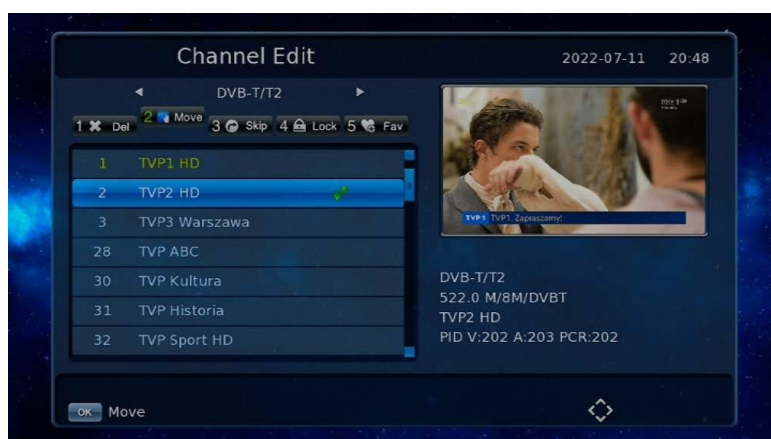 Channel Edit
2022-07-11 20:48
DVB-T/T2
1 Del 2 Move 3 Skip 4 Lock 5 Fav
1 TVP1 HD
2 TVP2 HD
3 TVP3 Warszawa
28 TVP ABC
30 TVP Kultura
31 TVP Historia
32 TVP Sport HD
TVP1 TVP1. Zapraszamy!
DVB-T/T2
522.0 M/8M/DVBT
TVP2 HD
PID V:202 A:203 PCR:202
OK Move